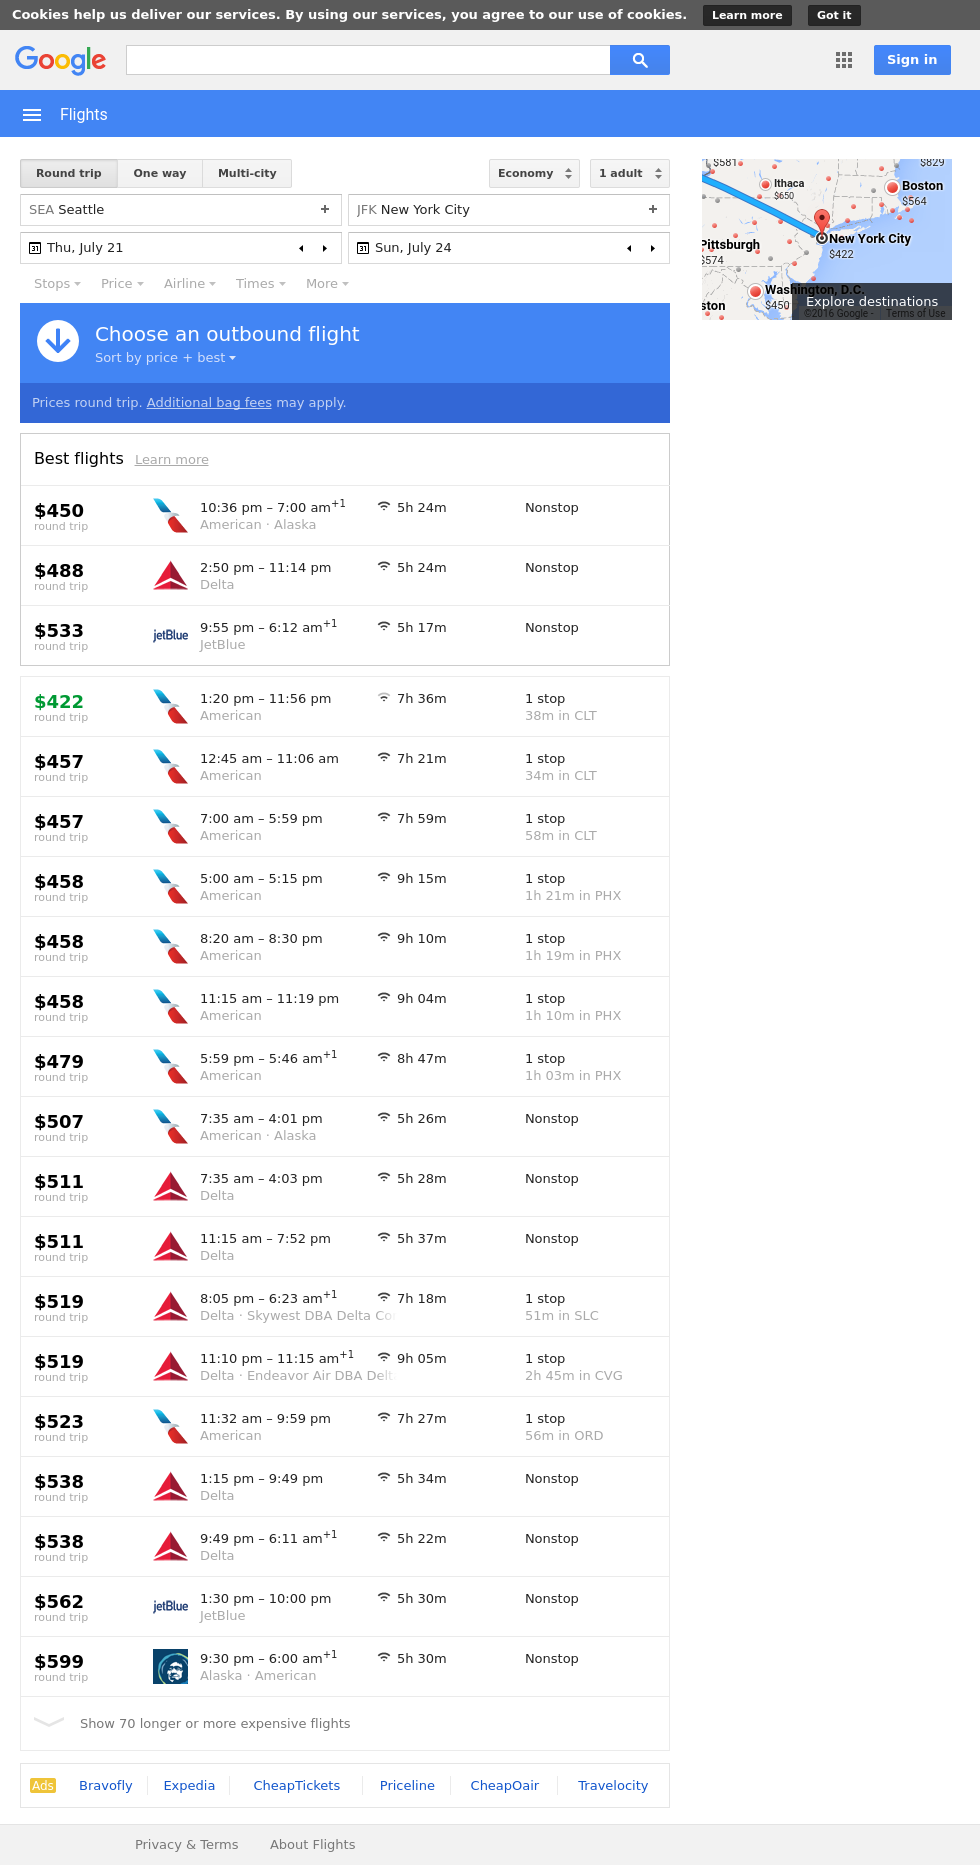 Cookies help us deliver our services. By using our services, you agree to our use of cookies. Learn more Got it
Google Sign in
Flights
Round trip One way Multi-city Economy 1 adult
SEA Seattle + JFK New York City +
31 Thu, July 21 31 Sun, July 24
Stops Price Airline Times More
Choose an outbound flight
Sort by price + best
Prices round trip. Additional bag fees may apply.
$581 $829
Ithaca
$650
Boston
$564
New York City
$422
Pittsburgh
$574
Washington, D.C.
$450
ston
Explore destinations
©2016 Google - Terms of Use
Best flights Learn more
$450 10:36 pm – 7:00 am+1 5h 24m Nonstop
round trip American · Alaska
$488 2:50 pm – 11:14 pm 5h 24m Nonstop
round trip Delta
$533 jetBlue 9:55 pm – 6:12 am+1 5h 17m Nonstop
round trip JetBlue
$422 1:20 pm – 11:56 pm 7h 36m 1 stop
round trip American 38m in CLT
$457 12:45 am – 11:06 am 7h 21m 1 stop
round trip American 34m in CLT
$457 7:00 am – 5:59 pm 7h 59m 1 stop
round trip American 58m in CLT
$458 5:00 am – 5:15 pm 9h 15m 1 stop
round trip American 1h 21m in PHX
$458 8:20 am – 8:30 pm 9h 10m 1 stop
round trip American 1h 19m in PHX
$458 11:15 am – 11:19 pm 9h 04m 1 stop
round trip American 1h 10m in PHX
$479 5:59 pm – 5:46 am+1 8h 47m 1 stop
round trip American 1h 03m in PHX
$507 7:35 am – 4:01 pm 5h 26m Nonstop
round trip American · Alaska
$511 7:35 am – 4:03 pm 5h 28m Nonstop
round trip Delta
$511 11:15 am – 7:52 pm 5h 37m Nonstop
round trip Delta
$519 8:05 pm – 6:23 am+1 7h 18m 1 stop
round trip Delta · Skywest DBA Delta Co 51m in SLC
$519 11:10 pm – 11:15 am+1 9h 05m 1 stop
round trip Delta · Endeavor Air DBA Delt 2h 45m in CVG
$523 11:32 am – 9:59 pm 7h 27m 1 stop
round trip American 56m in ORD
$538 1:15 pm – 9:49 pm 5h 34m Nonstop
round trip Delta
$538 9:49 pm – 6:11 am+1 5h 22m Nonstop
round trip Delta
$562 jetBlue 1:30 pm – 10:00 pm 5h 30m Nonstop
round trip JetBlue
$599 9:30 pm – 6:00 am+1 5h 30m Nonstop
round trip Alaska · American
Show 70 longer or more expensive flights
Ads Bravofly Expedia CheapTickets Priceline CheapOair Travelocity
Privacy & Terms About Flights